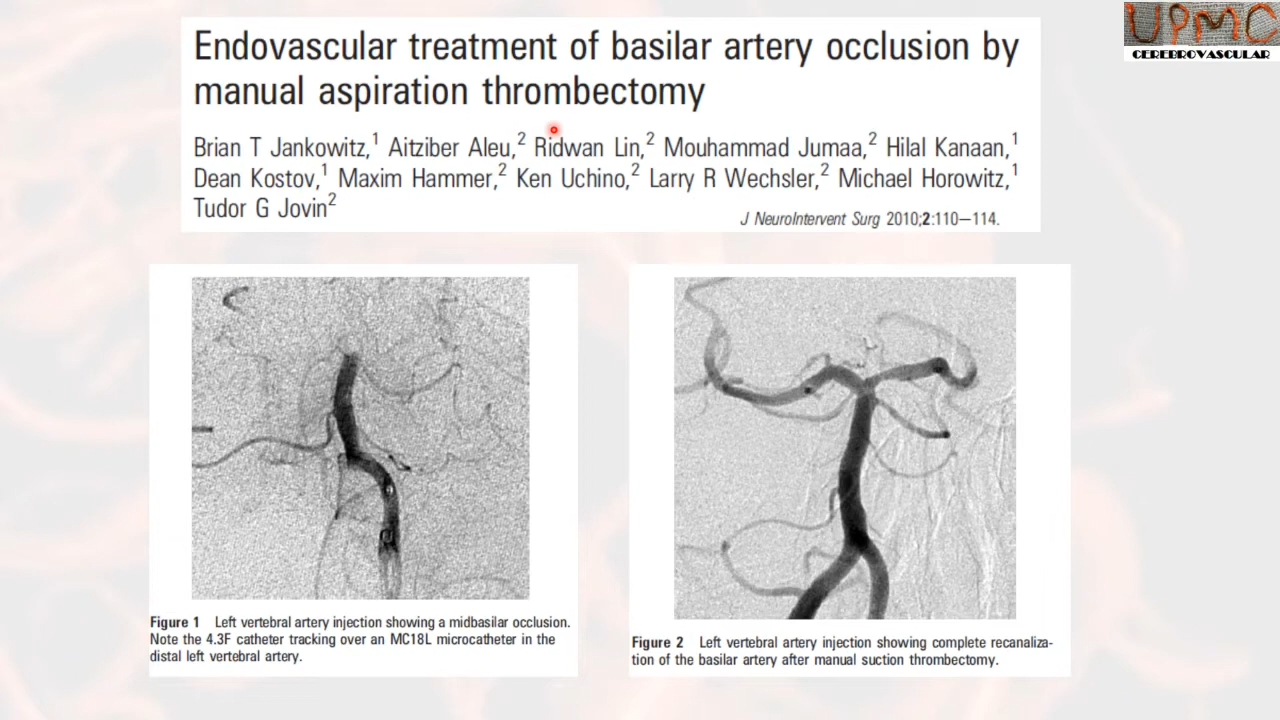 UPMC
CEREBROVASCULAR
Endovascular treatment of basilar artery occlusion by
manual aspiration thrombectomy
Brian T Jankowitz,1 Aitziber Aleu,2 Ridwan Lin,2 Mouhammad Jumaa,2 Hilal Kanaan,1
Dean Kostov,1 Maxim Hammer,2 Ken Uchino,2 Larry R Wechsler,2 Michael Horowitz,1
Tudor G Jovin2
J NeuroIntervent Surg 2010;2:110–114.
Figure 1 Left vertebral artery injection showing a midbasilar occlusion.
Note the 4.3F catheter tracking over an MC18L microcatheter in the
distal left vertebral artery.
Figure 2 Left vertebral artery injection showing complete recanaliza-
tion of the basilar artery after manual suction thrombectomy.